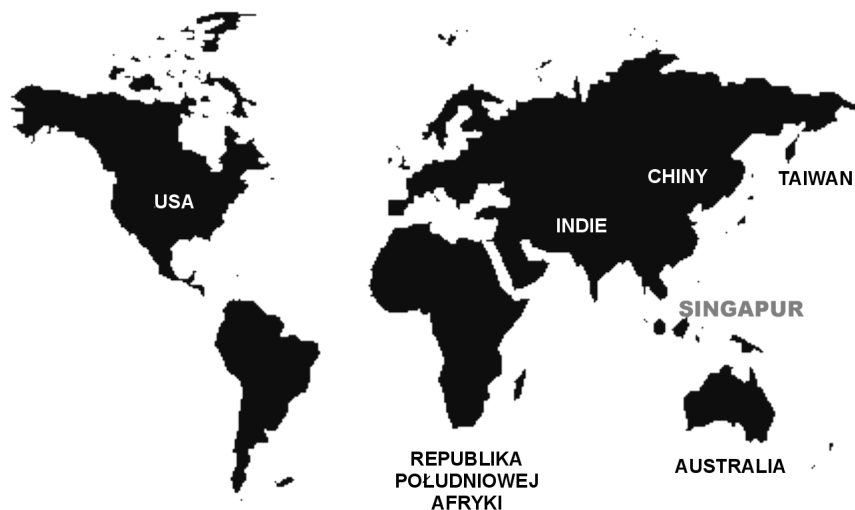 USA
CHINY
TAIWAN
INDIE
SINGAPUR
REPUBLIKA
POŁUDNIOWEJ
AFRYKI
AUSTRALIA